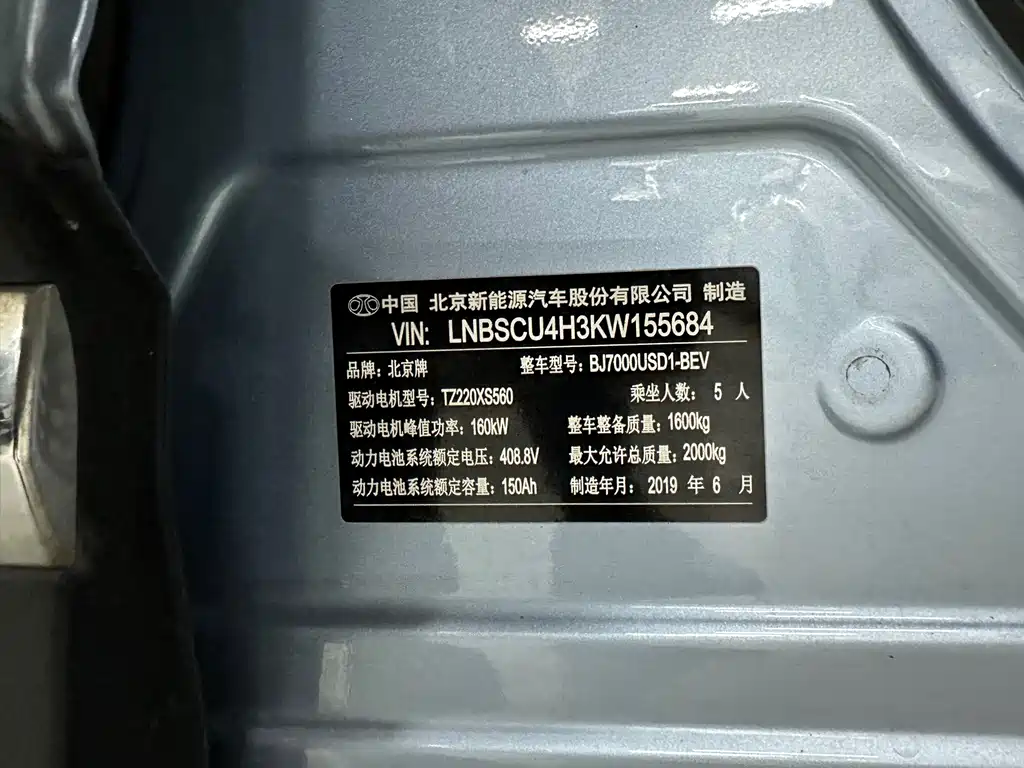 中国 北京新能源汽车股份有限公司 制造
VIN: LNBSCU4H3KW155684
品牌: 北京牌 整车型号: BJ7000USD1-BEV
驱动电机型号: TZ220XS560 乘坐人数: 5 人
驱动电机峰值功率: 160kW 整车整备质量: 1600kg
动力电池系统额定电压: 408.8V 最大允许总质量: 2000kg
动力电池系统额定容量: 150Ah 制造年月: 2019 年 6 月